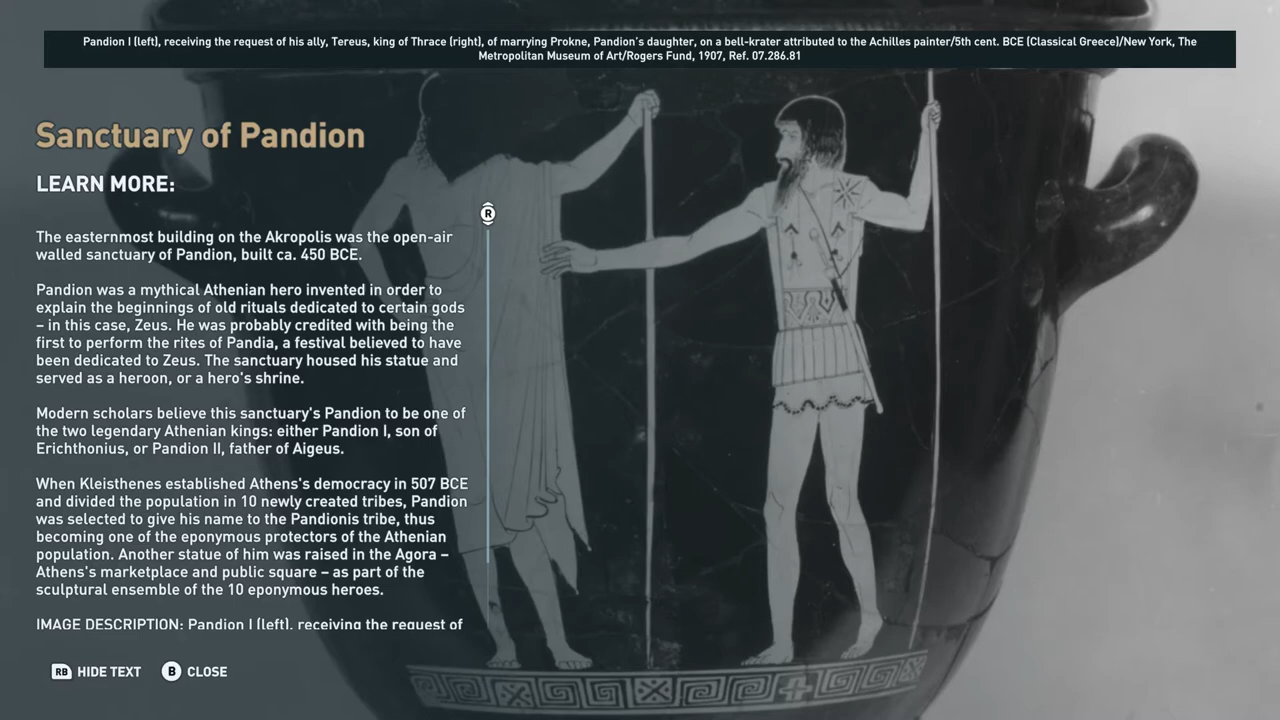 Pandion I (left), receiving the request of his ally, Tereus, king of Thrace (right), of marrying Prokne, Pandion's daughter, on a bell-krater attributed to the Achilles painter/5th cent. BCE (Classical Greece)/New York, The
Metropolitan Museum of Art/Rogers Fund, 1907, Ref. 07.286.81
Sanctuary of Pandion
LEARN MORE:
R
The easternmost building on the Akropolis was the open-air
walled sanctuary of Pandion, built ca. 450 BCE.
Pandion was a mythical Athenian hero invented in order to
explain the beginnings of old rituals dedicated to certain gods
– in this case, Zeus. He was probably credited with being the
first to perform the rites of Pandia, a festival believed to have
been dedicated to Zeus. The sanctuary housed his statue and
served as a heroon, or a hero's shrine.
Modern scholars believe this sanctuary's Pandion to be one of
the two legendary Athenian kings: either Pandion I, son of
Erichthonius, or Pandion II, father of Aigeus.
When Kleisthenes established Athens's democracy in 507 BCE
and divided the population in 10 newly created tribes, Pandion
was selected to give his name to the Pandionis tribe, thus
becoming one of the eponymous protectors of the Athenian
population. Another statue of him was raised in the Agora –
Athens's marketplace and public square – as part of the
sculptural ensemble of the 10 eponymous heroes.
IMAGE DESCRIPTION: Pandion I (left), receiving the request of
RB HIDE TEXT B CLOSE